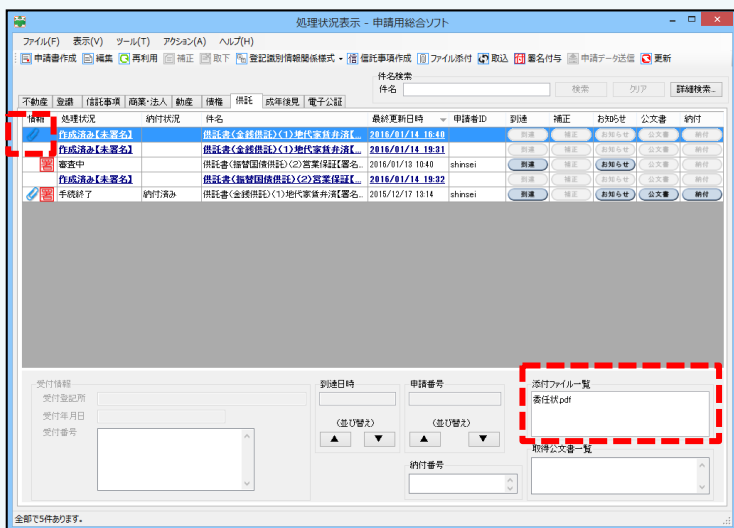 処理状況表示 - 申請用総合ソフト
ファイル(F) 表示(V) ツール(T) アクション(A) ヘルプ(H)
申請書作成 編集 再利用 補正 取下 登記識別情報関係様式 信託事項作成 ファイル添付 取込 署名付与 申請データ送信 更新
件名検索
件名 検索 クリア 詳細検索...
不動産 登識 信託事項 商業・法人 動産 債権 供託 成年後見 電子公証
情報 処理状況 納付状況 件名 最終更新日時 申請者ID 到達 補正 お知らせ 公文書 納付
作成済み【未署名】 供託書(金銭供託)(1)地代家賃弁済【... 2016/01/14 16:40 到達 補正 お知らせ 公文書 納付
作成済み【未署名】 供託書(金銭供託)(1)地代家賃弁済【... 2016/01/14 19:31 到達 補正 お知らせ 公文書 納付
署 審査中 供託書(振替国債供託)(2)営業保証【署名... 2016/01/13 10:40 shinsei 到達 補正 お知らせ 公文書 納付
作成済み【未署名】 供託書(振替国債供託)(2)営業保証【... 2016/01/14 19:32 到達 補正 お知らせ 公文書 納付
署 手続終了 納付済み 供託書(金銭供託)(1)地代家賃弁済【署名... 2015/12/17 13:14 shinsei 到達 補正 お知らせ 公文書 納付
受付情報 到達日時 申請番号 添付ファイル一覧
受付登記所 委任状.pdf
受付年月日 (並び替え) (並び替え)
受付番号 ▲ ▼ ▲ ▼
取得公文書一覧
納付番号
全部で5件あります。